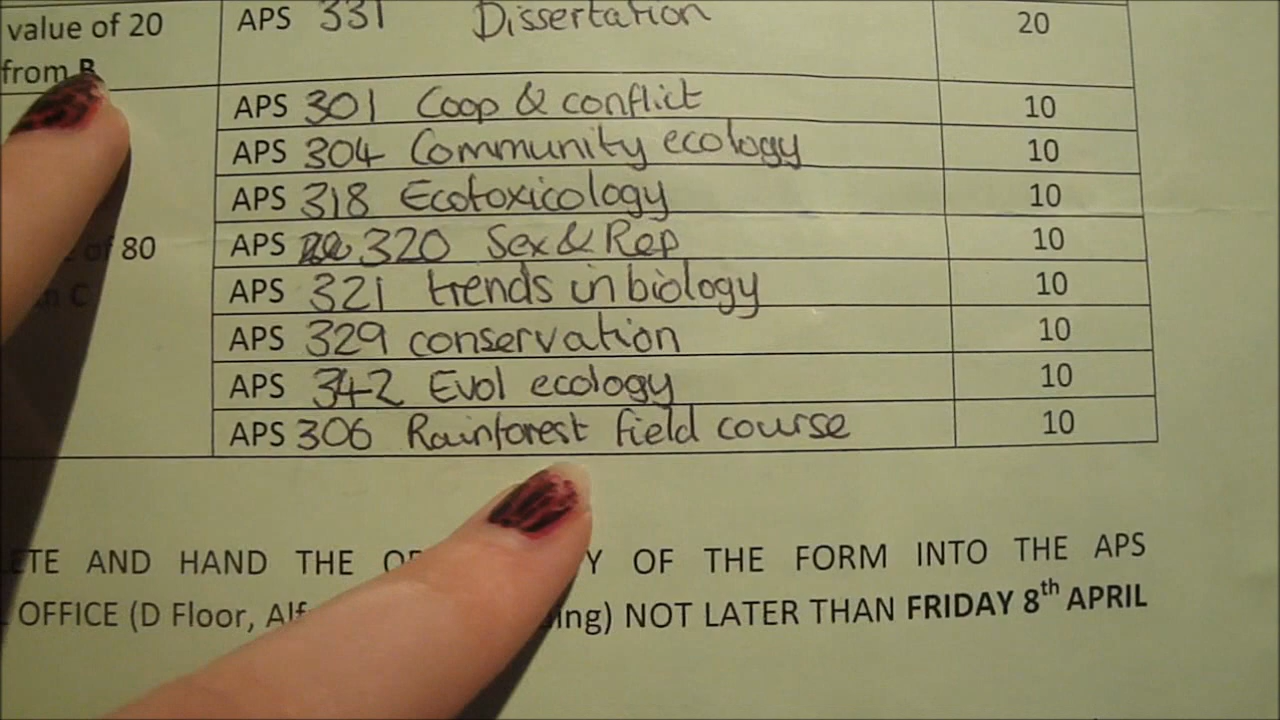 value of 20 APS 331 Dissertation 20
from B
APS 301 Coop & conflict 10
APS 304 Community ecology 10
APS 318 Ecotoxicology 10
of 80 APS 320 Sex & Rep 10
C APS 321 trends in biology 10
APS 329 conservation 10
APS 342 Evol ecology 10
APS 306 Rainforest field course 10
AND HAND THE OF THE FORM INTO THE APS
OFFICE (D Floor, NOT LATER THAN FRIDAY 8th APRIL